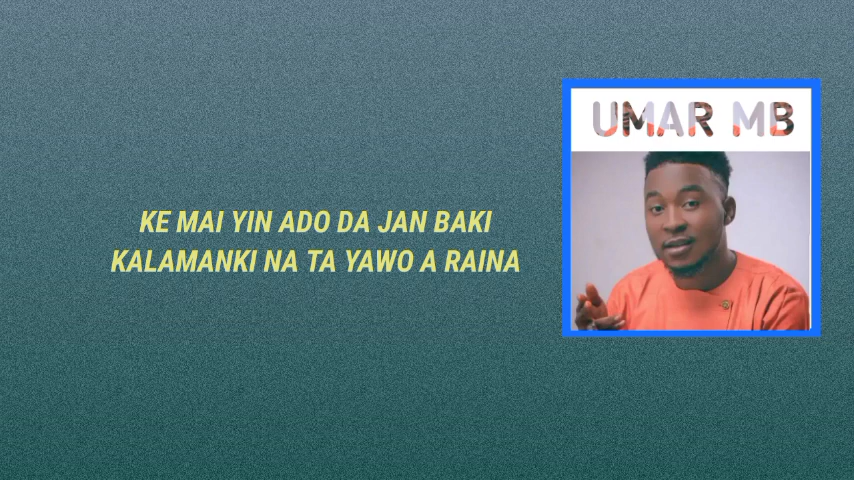 UMAR MB
KE MAI YIN ADO DA JAN BAKI
KALAMANKI NA TA YAWO A RAINA